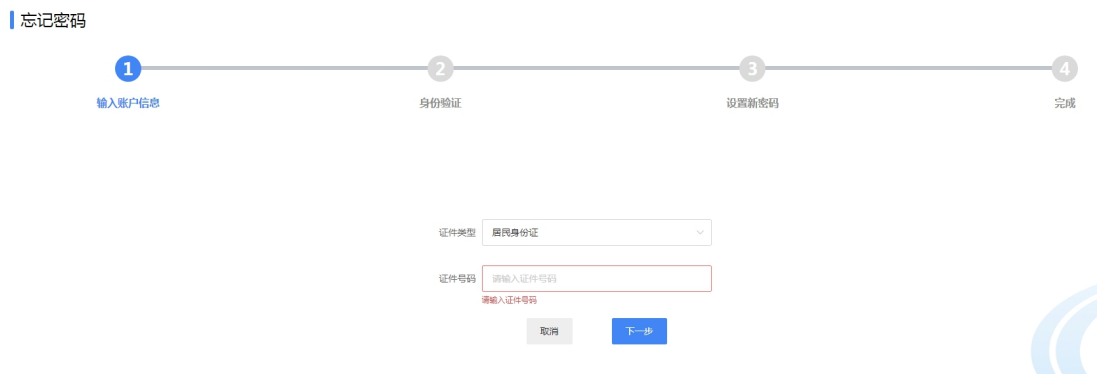 忘记密码
1
2
3
4
输入账户信息
身份验证
设置新密码
完成
证件类型
居民身份证
证件号码
请输入证件号码
请输入证件号码
取消
下一步